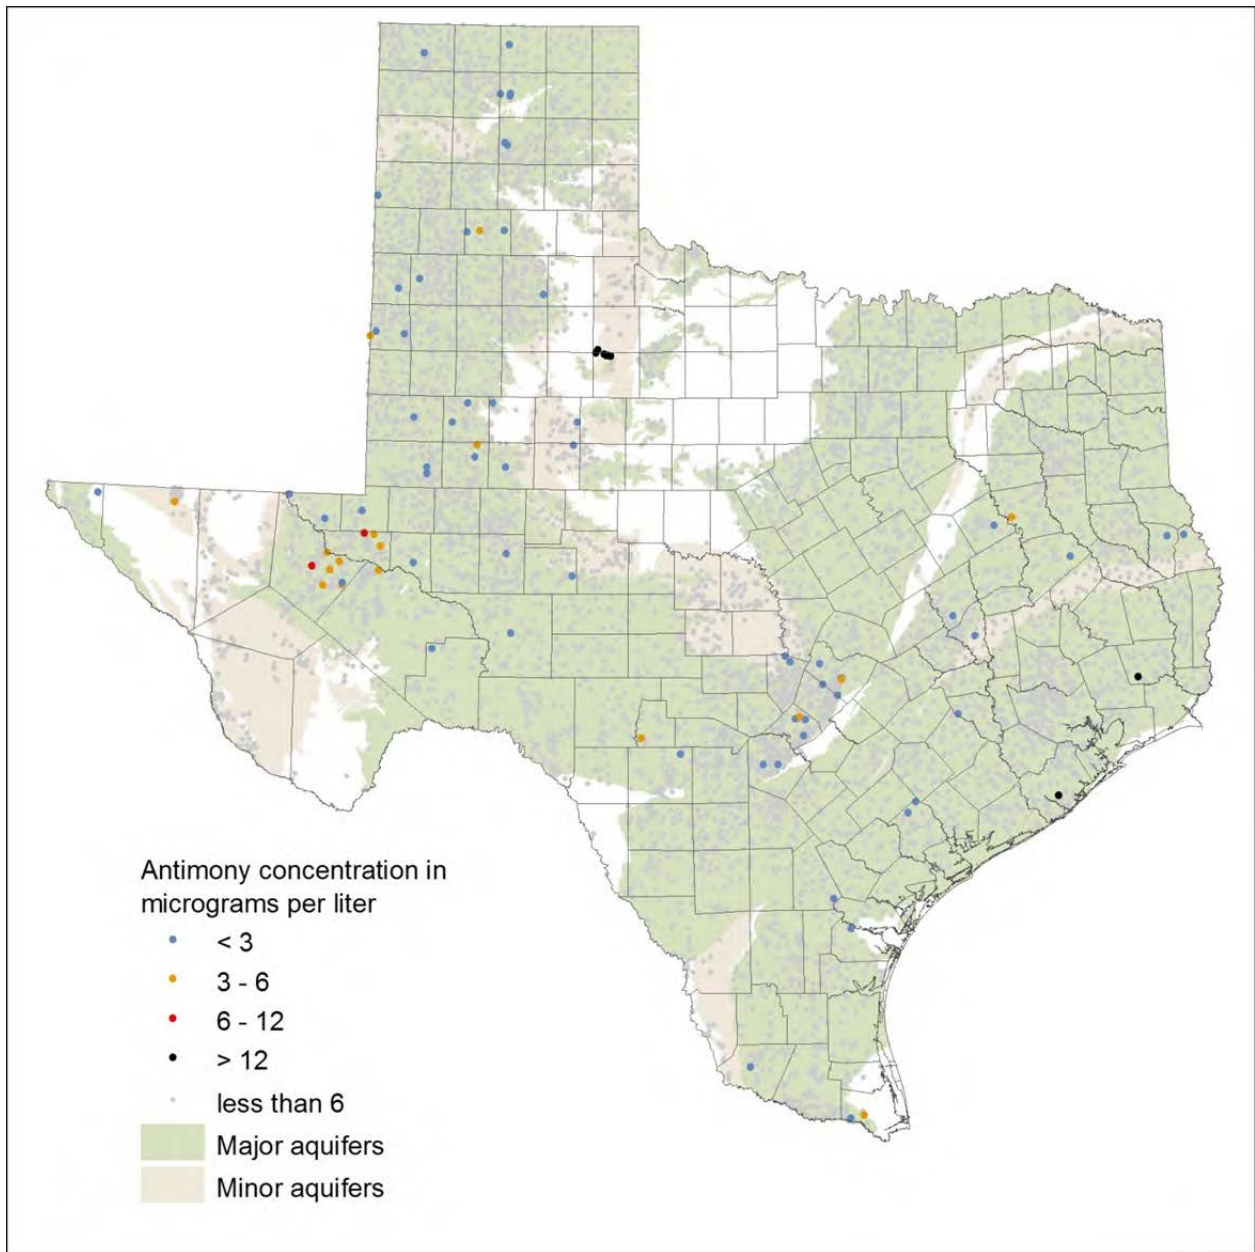 Antimony concentration in
micrograms per liter
< 3
3 - 6
6 - 12
> 12
less than 6
Major aquifers
Minor aquifers